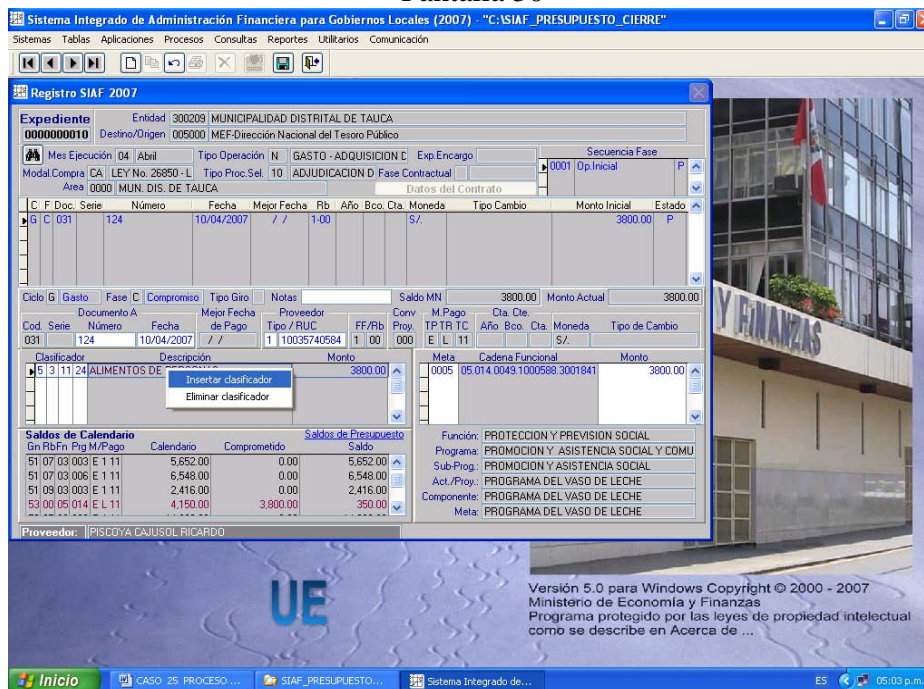 Pantalla 30
Sistema Integrado de Administración Financiera para Gobiernos Locales (2007) - "C:\SIAF_PRESUPUESTO_CIERRE"
Sistemas Tablas Aplicaciones Procesos Consultas Reportes Utilitarios Comunicación
Registro SIAF 2007
Expediente Entidad 300209 MUNICIPALIDAD DISTRITAL DE TAUCA
0000000010 Destino/Origen 005000 MEF-Dirección Nacional del Tesoro Público
Mes Ejecución 04 Abril Tipo Operación N GASTO - ADQUISICION D Exp.Encargo Secuencia Fase
Modal.Compra CA LEY No. 26850 - L Tipo Proc.Sel. 10 ADJUDICACION D Fase Contractual 0001 Op.Inicial P
Area 0000 MUN. DIS. DE TAUCA Datos del Contrato
C F Doc. Serie Número Fecha Mejor Fecha Rb Año Bco. Cta. Moneda Tipo Cambio Monto Inicial Estado
G C 031 124 10/04/2007 / / 1-00 S/. 3800.00 P
Ciclo G Gasto Fase C Compromiso Tipo Giro Notas Saldo MN 3800.00 Monto Actual 3800.00
Documento A Mejor Fecha Proveedor Conv M.Pago Cta. Cte.
Cod. Serie Número Fecha de Pago Tipo / RUC FF/Rb Proy. TP TR TC Año Bco. Cta. Moneda Tipo de Cambio
031 124 10/04/2007 / / 1 10035740584 1 00 000 E L 11 S/.
Clasificador Descripción Monto Meta Cadena Funcional Monto
5 3 11 24 ALIMENTOS DE 3800.00 0005 05.014.0049.1000588.3001841 3800.00
Insertar clasificador
Eliminar clasificador
Saldos de Calendario Saldos de Presupuesto
Gn Rb Fn Prg M/Pago Calendario Comprometido Saldo
51 07 03 003 E 1 11 5,652.00 0.00 5,652.00
51 07 03 006 E 1 11 6,548.00 0.00 6,548.00
51 09 03 003 E 1 11 2,416.00 0.00 2,416.00
53 00 05 014 E L 11 4,150.00 3,800.00 350.00
Función: PROTECCION Y PREVISION SOCIAL
Programa: PROMOCION Y ASISTENCIA SOCIAL Y COMU
Sub-Prog.: PROMOCION Y ASISTENCIA SOCIAL
Act./Proy.: PROGRAMA DEL VASO DE LECHE
Componente: PROGRAMA DEL VASO DE LECHE
Meta: PROGRAMA DEL VASO DE LECHE
Proveedor: PISCOYA CAJUSOL RICARDO
Y FINANZAS
UE
Versión 5.0 para Windows Copyright © 2000 - 2007
Ministerio de Economía y Finanzas
Programa protegido por las leyes de propiedad intelectual
como se describe en Acerca de ...
Inicio CASO 25 PROCESO ... SIAF_PRESUPUESTO... Sistema Integrado de... ES 05:03 p.m.